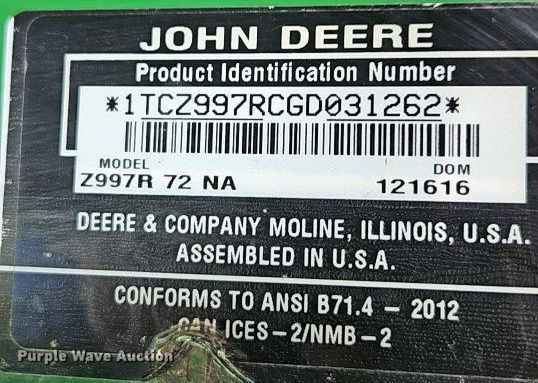 JOHN DEERE
Product Identification Number
*1TCZ997RCGD031262*
MODEL DOM
Z997R 72 NA 121616
DEERE & COMPANY MOLINE, ILLINOIS, U.S.A.
ASSEMBLED IN U.S.A.
CONFORMS TO ANSI B71.4 – 2012
CAN ICES-2/NMB-2
Purple Wave Auction